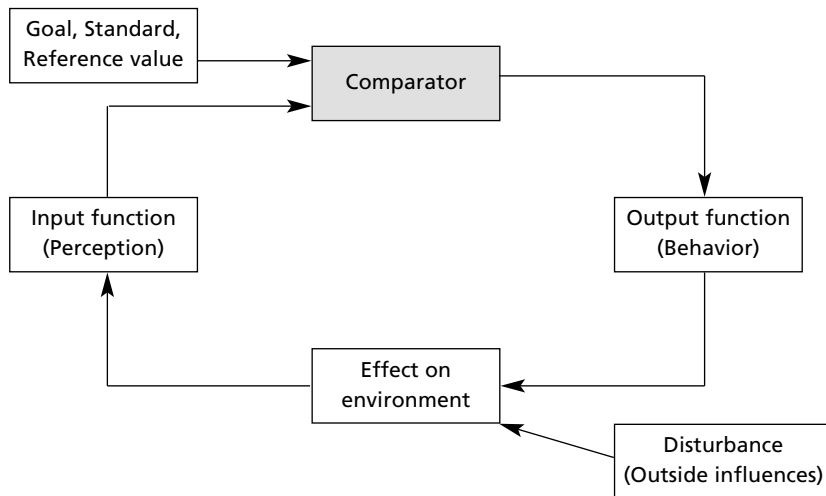 Goal, Standard,
Reference value
Comparator
Input function
(Perception)
Output function
(Behavior)
Effect on
environment
Disturbance
(Outside influences)